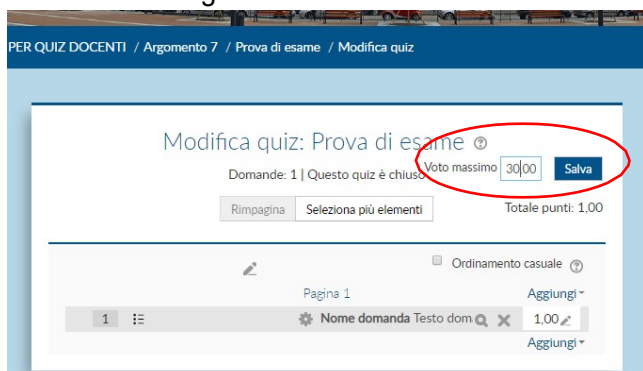 PER QUIZ DOCENTI / Argomento 7 / Prova di esame / Modifica quiz
Modifica quiz: Prova di esame
Domande: 1 | Questo quiz è chiuso
Voto massimo 30,00 Salva
Rimpagina Seleziona più elementi Totale punti: 1,00
Ordinamento casuale
Pagina 1 Aggiungi
1 Nome domanda Testo dom 1,00
Aggiungi